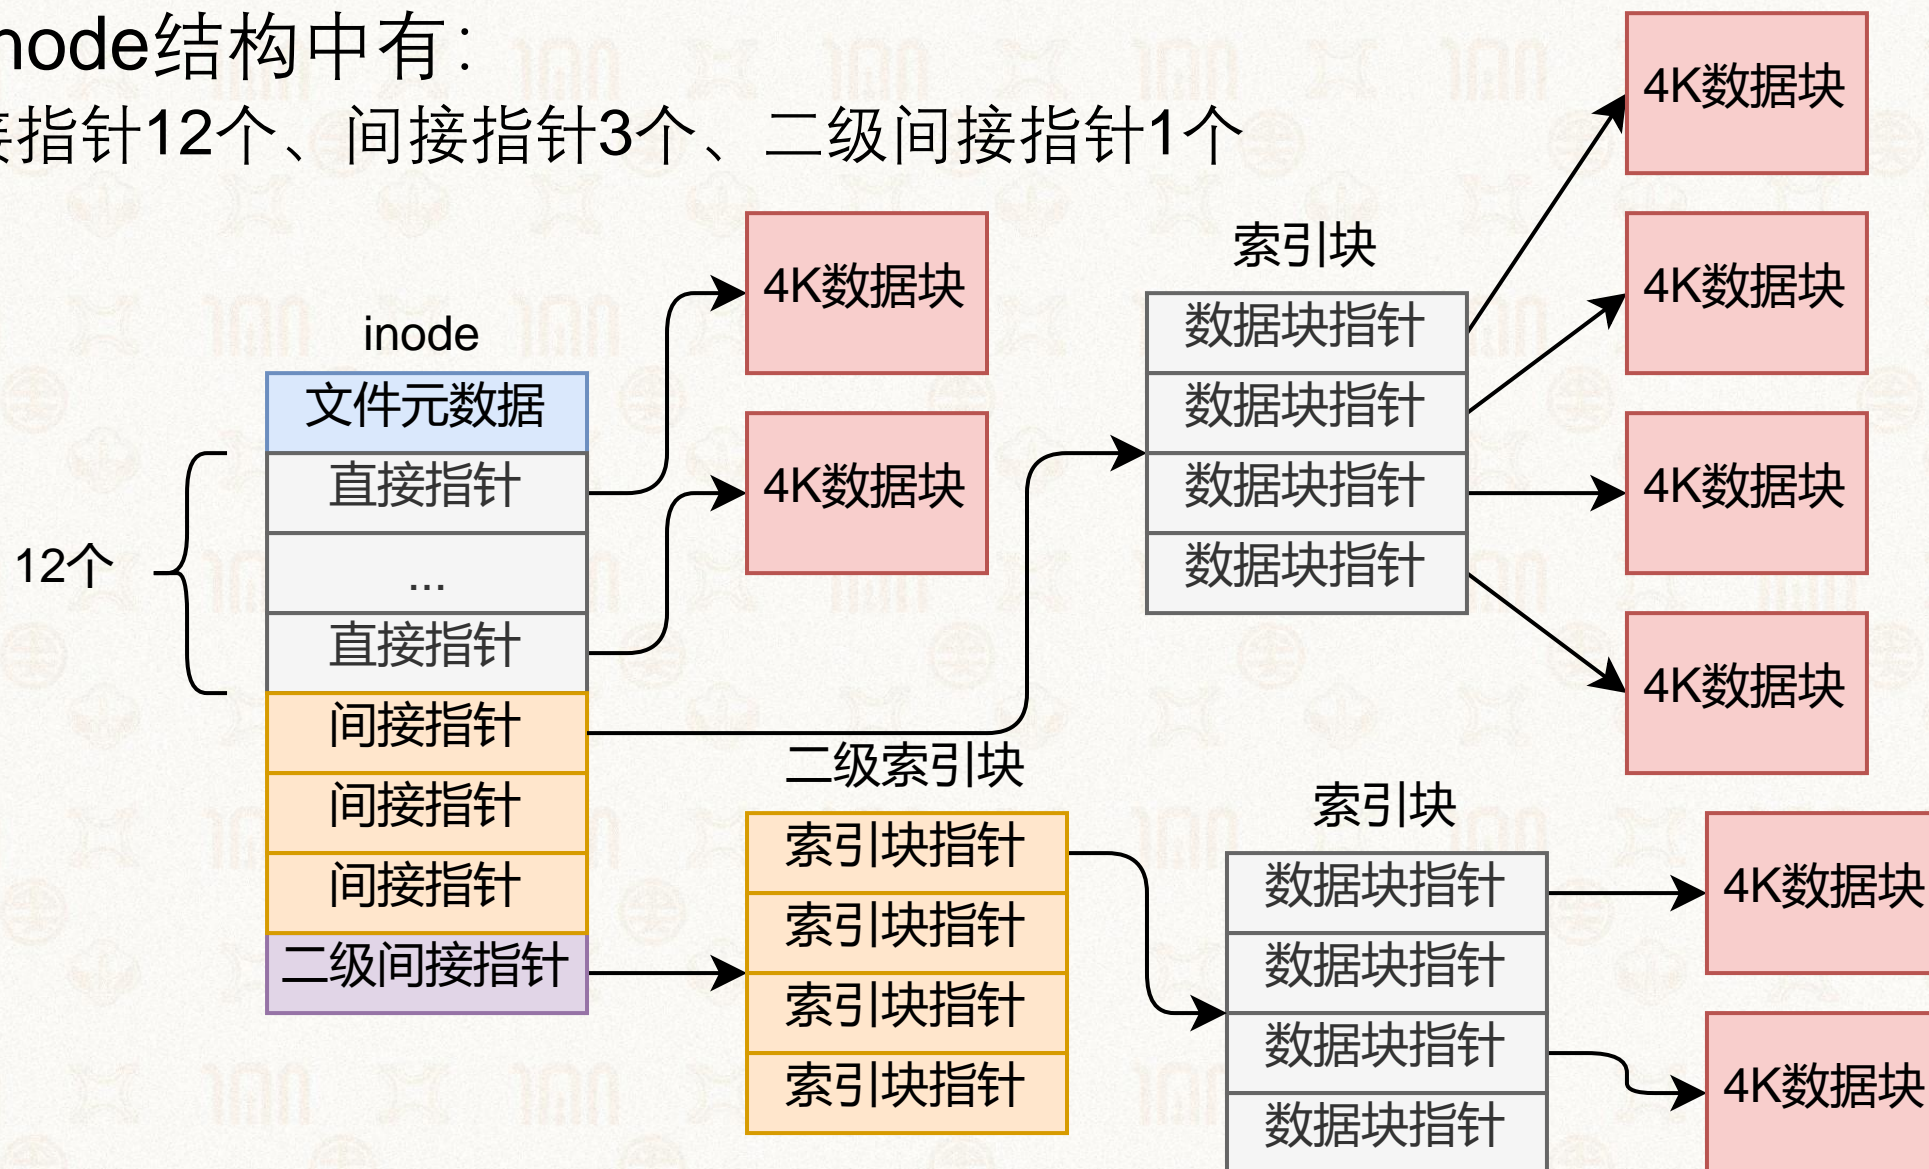 node结构中有:
接指针12个、间接指针3个、二级间接指针1个
inode
文件元数据
直接指针
...
直接指针
间接指针
间接指针
间接指针
二级间接指针
12个
4K数据块
4K数据块
二级索引块
索引块指针
索引块指针
索引块指针
索引块指针
索引块
数据块指针
数据块指针
数据块指针
数据块指针
4K数据块
4K数据块
4K数据块
4K数据块
索引块
数据块指针
数据块指针
数据块指针
数据块指针
4K数据块
4K数据块